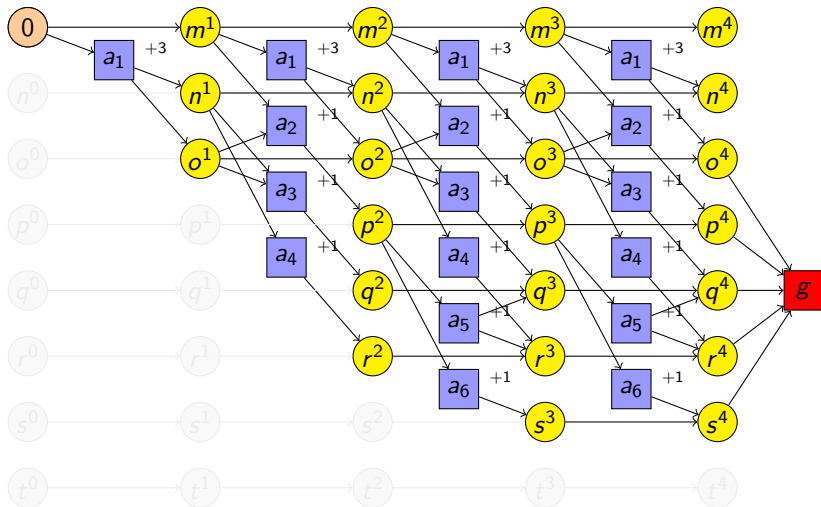 0 m¹ m² m³ m⁴
a₁ +3 a₁ +3 a₁ +3 a₁ +3
n⁰ n¹ n² n³ n⁴
a₂ +1 a₂ +1 a₂ +1
o⁰ o¹ o² o³ o⁴
a₃ +1 a₃ +1 a₃ +1
p⁰ p¹ p² p³ p⁴
a₄ +1 a₄ +1 a₄ +1
q⁰ q¹ q² q³ q⁴ g
a₅ +1 a₅ +1
r⁰ r¹ r² r³ r⁴
a₆ +1 a₆ +1
s⁰ s¹ s² s³ s⁴
t⁰ t¹ t² t³ t⁴